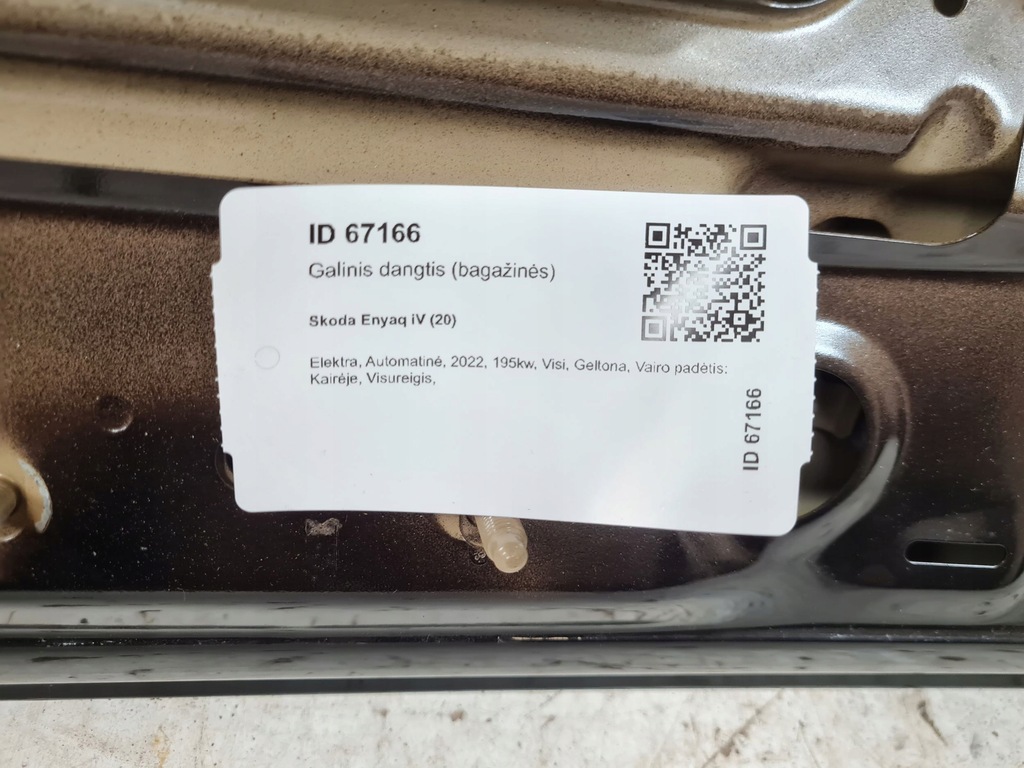 ID 67166
Galinis dangtis (bagažinės)
Skoda Enyaq iV (20)
Elektra, Automatinė, 2022, 195kw, Visi, Geltona, Vairo padėtis:
Kairėje, Visureigis,
ID 67166